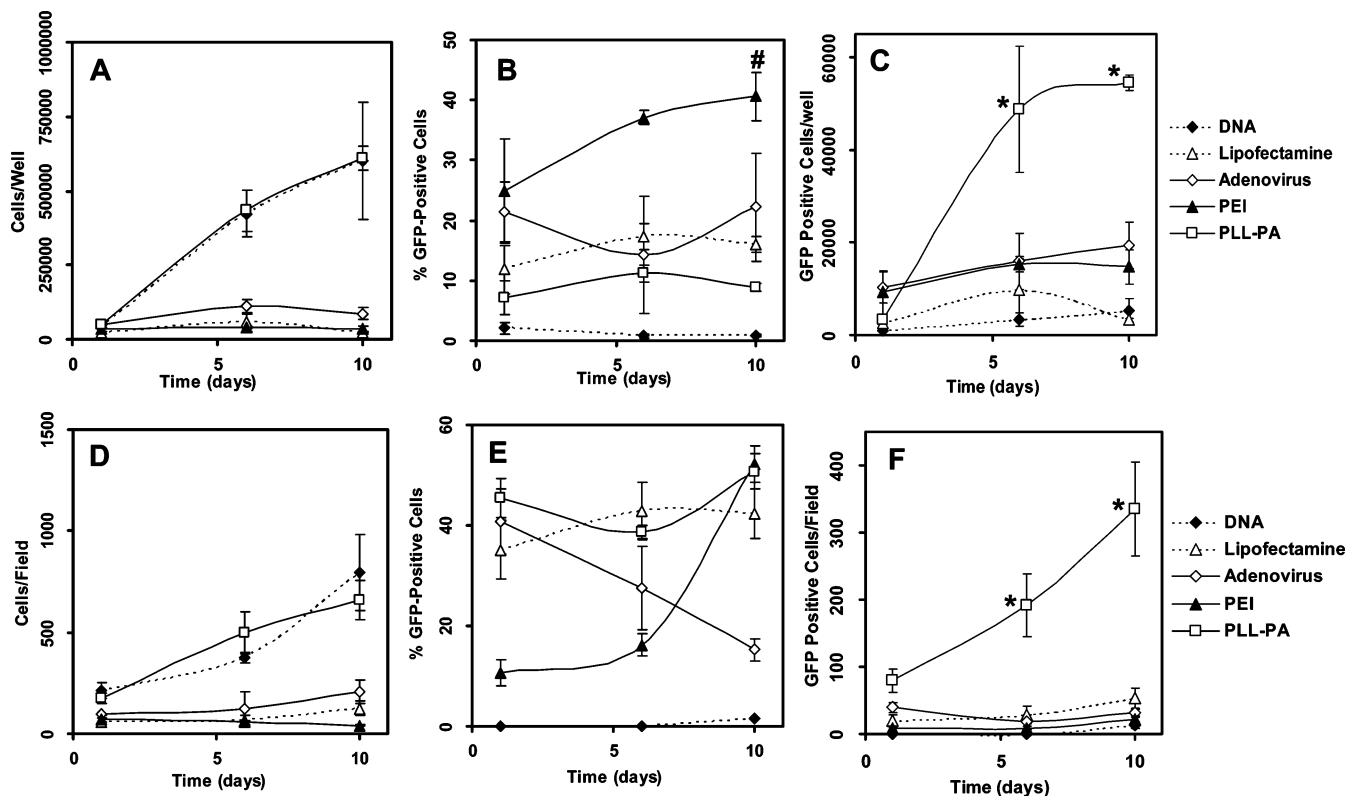 A
Cells/Well
1000000
750000
500000
250000
0
0 5 10
Time (days)
B
#
% GFP-Positive Cells
50
40
30
20
10
0
0 5 10
Time (days)
C
* *
GFP Positive Cells/well
60000
40000
20000
0
0 5 10
Time (days)
DNA
Lipofectamine
Adenovirus
PEI
PLL-PA
D
Cells/Field
1500
1000
500
0
0 5 10
Time (days)
E
% GFP-Positive Cells
60
40
20
0
0 5 10
Time (days)
F
* *
GFP Positive Cells/Field
400
300
200
100
0
0 5 10
Time (days)
DNA
Lipofectamine
Adenovirus
PEI
PLL-PA